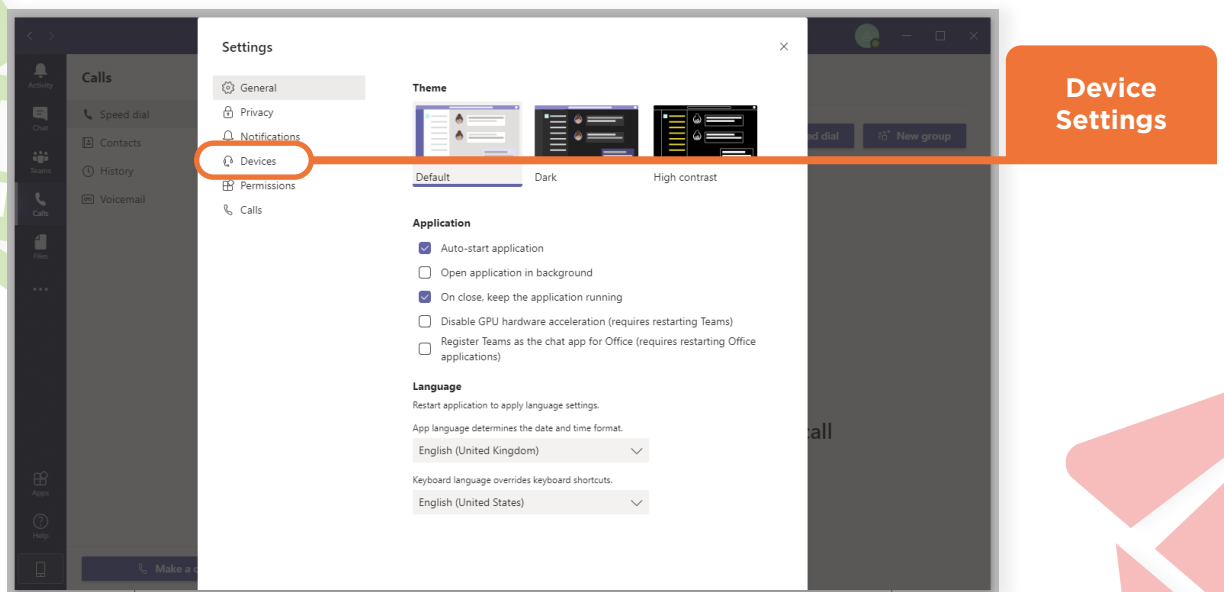 Settings
General
Privacy
Notifications
Devices
Permissions
Calls
Theme
Default
Dark
High contrast
Application
Auto-start application
Open application in background
On close, keep the application running
Disable GPU hardware acceleration (requires restarting Teams)
Register Teams as the chat app for Office (requires restarting Office
applications)
Language
Restart application to apply language settings.
App language determines the date and time format.
English (United Kingdom)
Keyboard language overrides keyboard shortcuts.
English (United States)
Device
Settings
Activity
Chat
Teams
Calls
Files
Apps
Help
Calls
Speed dial
Contacts
History
Voicemail
Make a
dial
New group